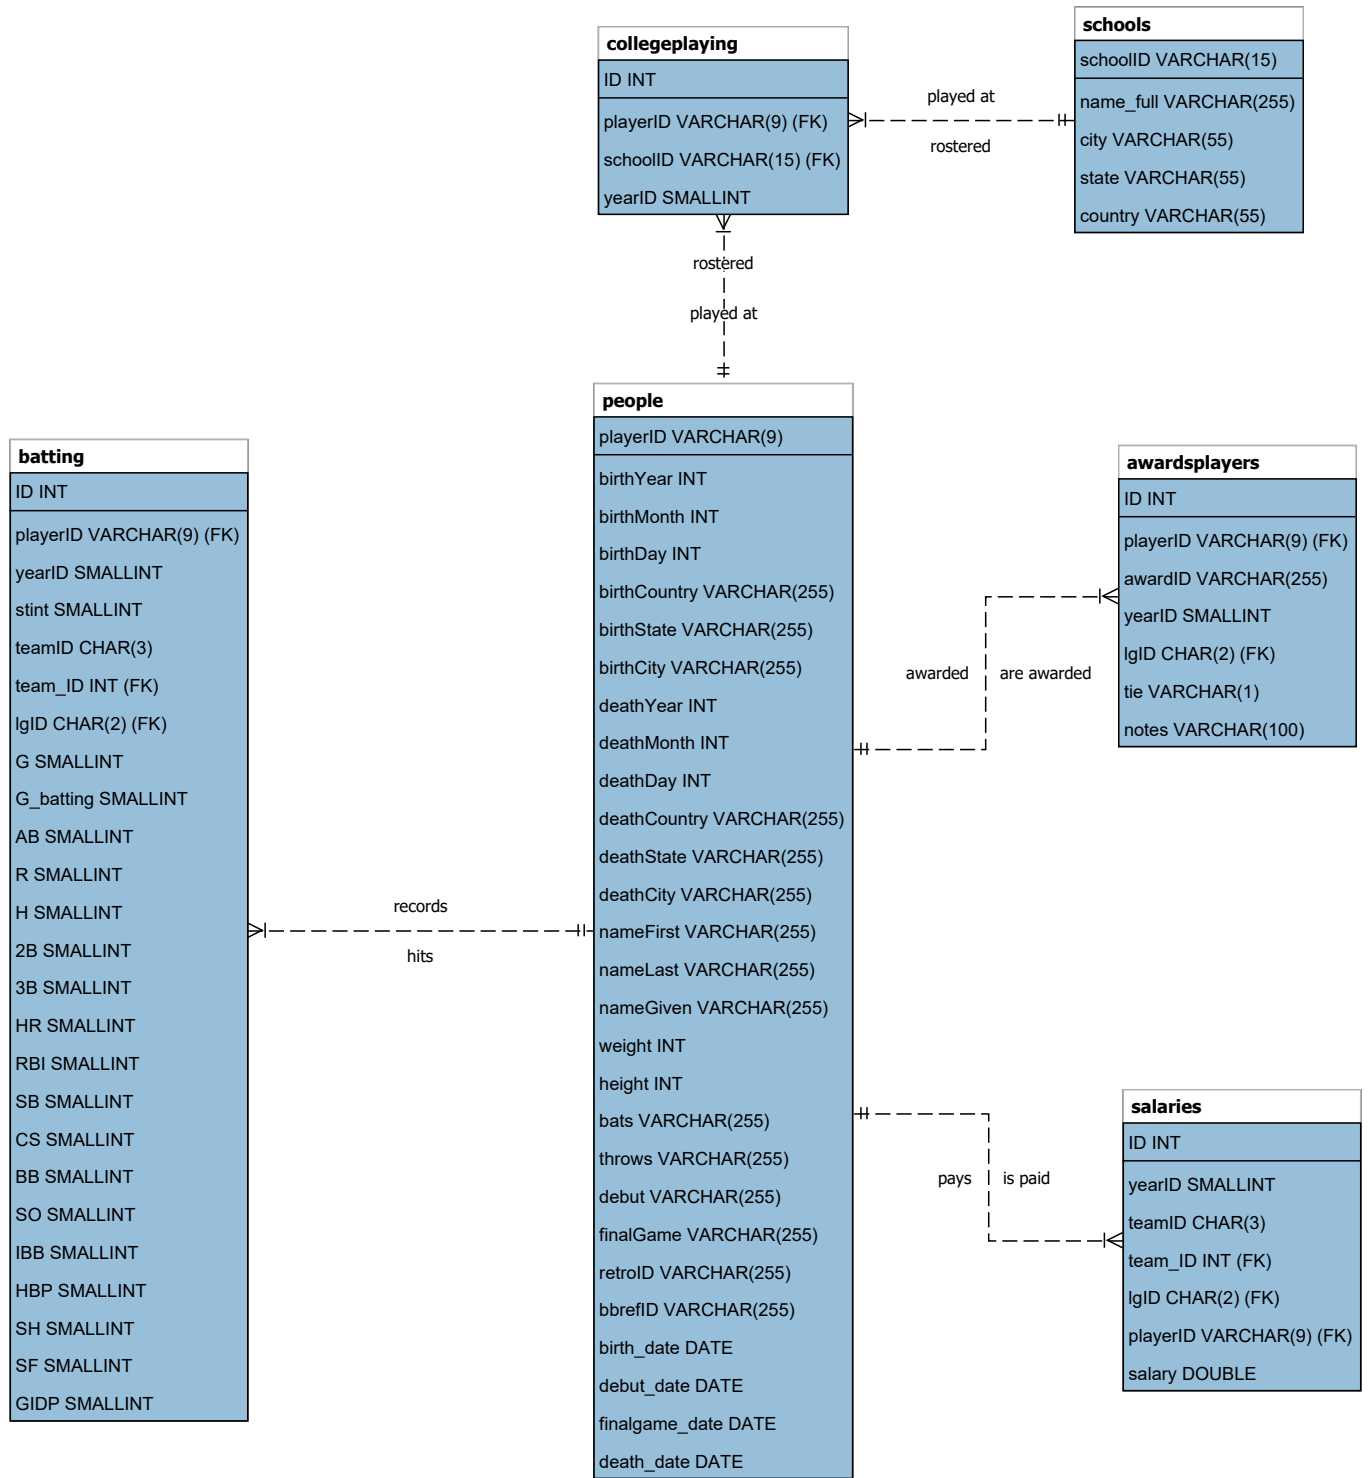 collegeplaying
ID INT
playerID VARCHAR(9) (FK)
schoolID VARCHAR(15) (FK)
yearID SMALLINT
played at
rostered
schools
schoolID VARCHAR(15)
name_full VARCHAR(255)
city VARCHAR(55)
state VARCHAR(55)
country VARCHAR(55)
rostered
played at
batting
ID INT
playerID VARCHAR(9) (FK)
yearID SMALLINT
stint SMALLINT
teamID CHAR(3)
team_ID INT (FK)
lgID CHAR(2) (FK)
G SMALLINT
G_batting SMALLINT
AB SMALLINT
R SMALLINT
H SMALLINT
2B SMALLINT
3B SMALLINT
HR SMALLINT
RBI SMALLINT
SB SMALLINT
CS SMALLINT
BB SMALLINT
SO SMALLINT
IBB SMALLINT
HBP SMALLINT
SH SMALLINT
SF SMALLINT
GIDP SMALLINT
records
hits
people
playerID VARCHAR(9)
birthYear INT
birthMonth INT
birthDay INT
birthCountry VARCHAR(255)
birthState VARCHAR(255)
birthCity VARCHAR(255)
deathYear INT
deathMonth INT
deathDay INT
deathCountry VARCHAR(255)
deathState VARCHAR(255)
deathCity VARCHAR(255)
nameFirst VARCHAR(255)
nameLast VARCHAR(255)
nameGiven VARCHAR(255)
weight INT
height INT
bats VARCHAR(255)
throws VARCHAR(255)
debut VARCHAR(255)
finalGame VARCHAR(255)
retroID VARCHAR(255)
bbrefID VARCHAR(255)
birth_date DATE
debut_date DATE
finalgame_date DATE
death_date DATE
awarded
are awarded
awardsplayers
ID INT
playerID VARCHAR(9) (FK)
awardID VARCHAR(255)
yearID SMALLINT
lgID CHAR(2) (FK)
tie VARCHAR(1)
notes VARCHAR(100)
pays
is paid
salaries
ID INT
yearID SMALLINT
teamID CHAR(3)
team_ID INT (FK)
lgID CHAR(2) (FK)
playerID VARCHAR(9) (FK)
salary DOUBLE